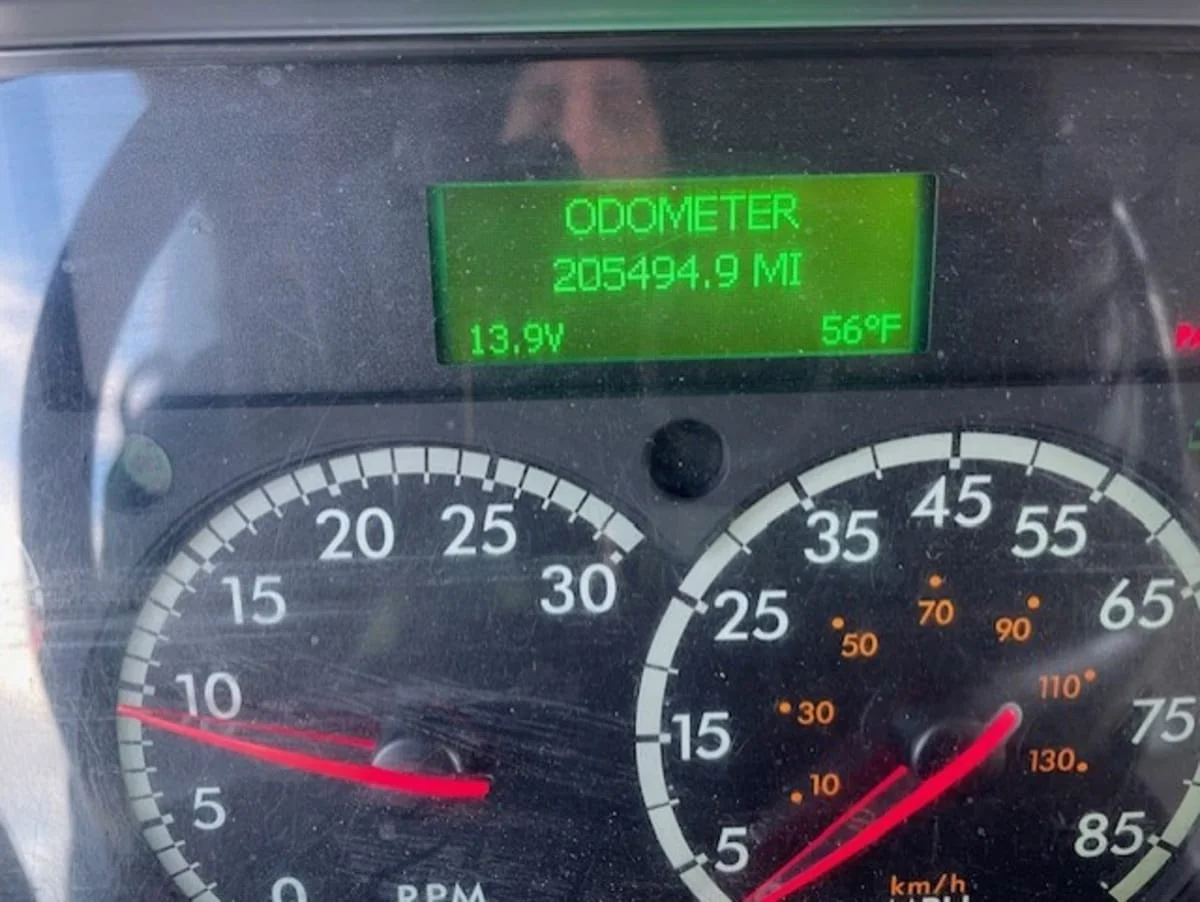 ODOMETER
205494.9 MI
13.9V 56°F
0 5 10 15 20 25 30
RPM
5 15 25 35 45 55 65 75 85
10 30 50 70 90 110 130
km/h